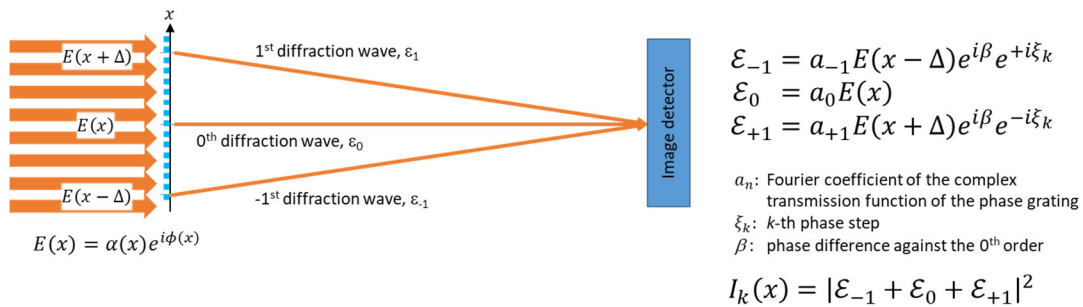 x
E(x + Δ)
1st diffraction wave, ε₁
E(x)
0th diffraction wave, ε₀
E(x − Δ)
-1st diffraction wave, ε₋₁
E(x) = α(x)e^{iϕ(x)}
Image detector
ℰ₋₁ = a₋₁E(x − Δ)e^{iβ}e^{+iξₖ}
ℰ₀ = a₀E(x)
ℰ₊₁ = a₊₁E(x + Δ)e^{iβ}e^{−iξₖ}
aₙ: Fourier coefficient of the complex
transmission function of the phase grating
ξₖ: k-th phase step
β: phase difference against the 0th order
Iₖ(x) = |ℰ₋₁ + ℰ₀ + ℰ₊₁|²